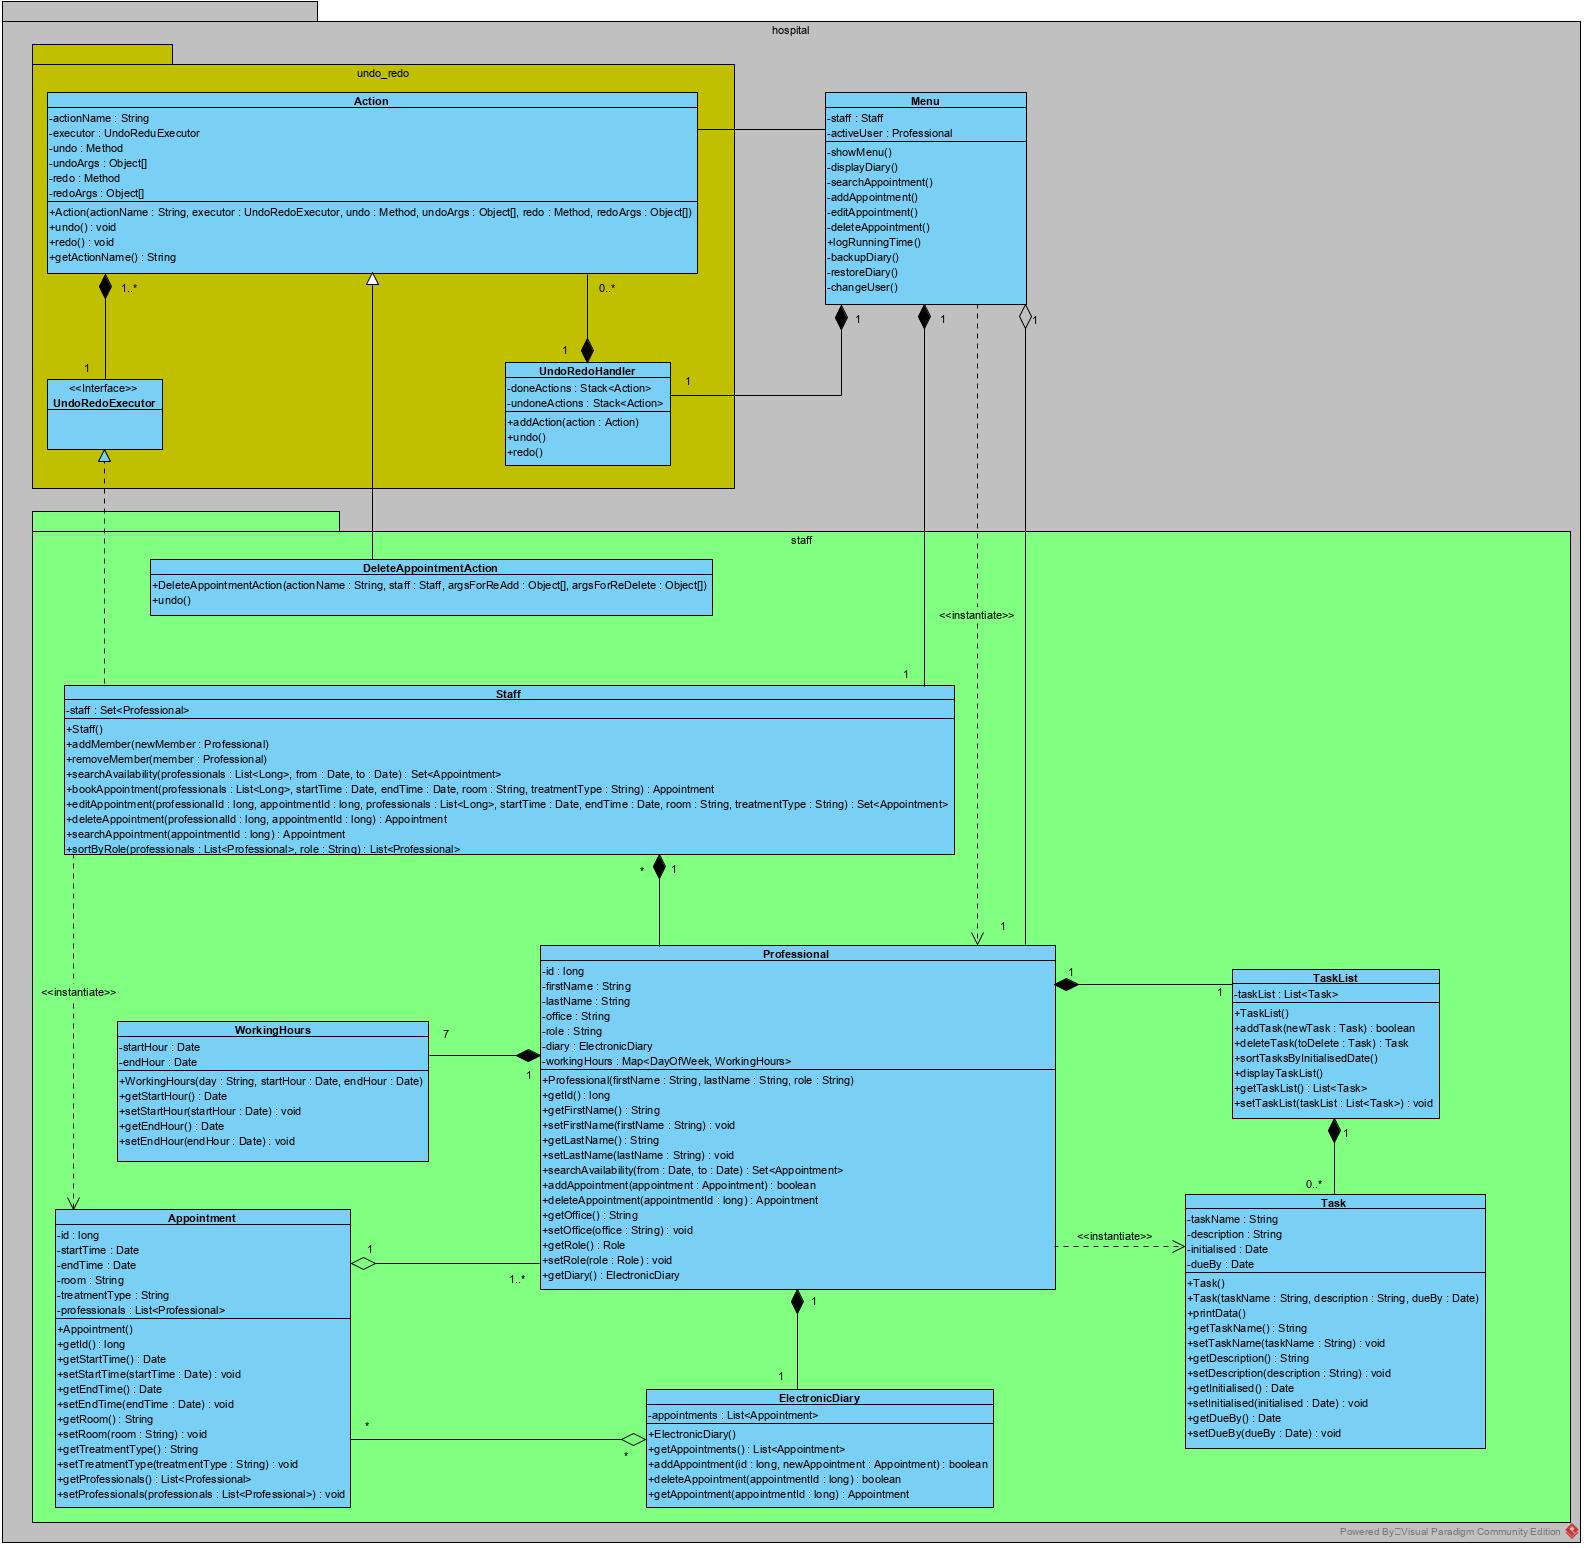 hospital
undo_redo
Action
-actionName : String
-executor : UndoReduExecutor
-undo : Method
-undoArgs : Object[]
-redo : Method
-redoArgs : Object[]
+Action(actionName : String, executor : UndoRedoExecutor, undo : Method, undoArgs : Object[], redo : Method, redoArgs : Object[])
+undo() : void
+redo() : void
+getActionName() : String
Menu
-staff : Staff
-activeUser : Professional
-showMenu()
-displayDiary()
-searchAppointment()
-addAppointment()
-editAppointment()
-deleteAppointment()
+logRunningTime()
-backupDiary()
-restoreDiary()
-changeUser()
1..*
0..*
1
1
1
1
1
1
<<Interface>>
UndoRedoExecutor
UndoRedoHandler
-doneActions : Stack<Action>
-undoneActions : Stack<Action>
+addAction(action : Action)
+undo()
+redo()
staff
DeleteAppointmentAction
+DeleteAppointmentAction(actionName : String, staff : Staff, argsForReAdd : Object[], argsForReDelete : Object[])
+undo()
<<instantiate>>
1
Staff
-staff : Set<Professional>
+Staff()
+addMember(newMember : Professional)
+removeMember(member : Professional)
+searchAvailability(professionals : List<Long>, from : Date, to : Date) : Set<Appointment>
+bookAppointment(professionals : List<Long>, startTime : Date, endTime : Date, room : String, treatmentType : String) : Appointment
+editAppointment(professionalId : long, appointmentId : long, professionals : List<Long>, startTime : Date, endTime : Date, room : String, treatmentType : String) : Set<Appointment>
+deleteAppointment(professionalId : long, appointmentId : long) : Appointment
+searchAppointment(appointmentId : long) : Appointment
+sortByRole(professionals : List<Professional>, role : String) : List<Professional>
*
1
1
<<instantiate>>
Professional
-id : long
-firstName : String
-lastName : String
-office : String
-role : String
-diary : ElectronicDiary
-workingHours : Map<DayOfWeek, WorkingHours>
+Professional(firstName : String, lastName : String, role : String)
+getId() : long
+getFirstName() : String
+setFirstName(firstName : String) : void
+getLastName() : String
+setLastName(lastName : String) : void
+searchAvailability(from : Date, to : Date) : Set<Appointment>
+addAppointment(appointment : Appointment) : boolean
+deleteAppointment(appointmentId : long) : Appointment
+getOffice() : String
+setOffice(office : String) : void
+getRole() : Role
+setRole(role : Role) : void
+getDiary() : ElectronicDiary
1
1
TaskList
-taskList : List<Task>
+TaskList()
+addTask(newTask : Task) : boolean
+deleteTask(toDelete : Task) : Task
+sortTasksByInitialisedDate()
+displayTaskList()
+getTaskList() : List<Task>
+setTaskList(taskList : List<Task>) : void
7
1
WorkingHours
-startHour : Date
-endHour : Date
+WorkingHours(day : String, startHour : Date, endHour : Date)
+getStartHour() : Date
+setStartHour(startHour : Date) : void
+getEndHour() : Date
+setEndHour(endHour : Date) : void
1
0..*
Task
-taskName : String
-description : String
-initialised : Date
-dueBy : Date
+Task()
+Task(taskName : String, description : String, dueBy : Date)
+printData()
+getTaskName() : String
+setTaskName(taskName : String) : void
+getDescription() : String
+setDescription(description : String) : void
+getInitialised() : Date
+setInitialised(initialised : Date) : void
+getDueBy() : Date
+setDueBy(dueBy : Date) : void
<<instantiate>>
Appointment
-id : long
-startTime : Date
-endTime : Date
-room : String
-treatmentType : String
-professionals : List<Professional>
+Appointment()
+getId() : long
+getStartTime() : Date
+setStartTime(startTime : Date) : void
+getEndTime() : Date
+setEndTime(endTime : Date) : void
+getRoom() : String
+setRoom(room : String) : void
+getTreatmentType() : String
+setTreatmentType(treatmentType : String) : void
+getProfessionals() : List<Professional>
+setProfessionals(professionals : List<Professional>) : void
1
1..*
1
1
*
*
ElectronicDiary
-appointments : List<Appointment>
+ElectronicDiary()
+getAppointments() : List<Appointment>
+addAppointment(id : long, newAppointment : Appointment) : boolean
+deleteAppointment(appointmentId : long) : boolean
+getAppointment(appointmentId : long) : Appointment
Powered By Visual Paradigm Community Edition